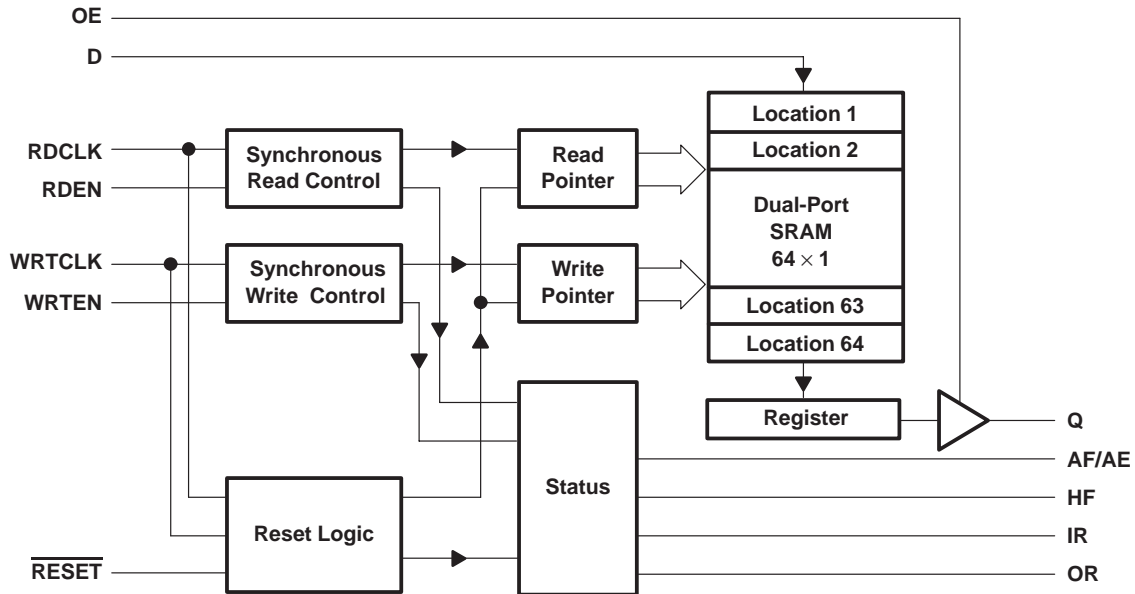 OE
D
RDCLK
RDEN
WRTCLK
WRTEN
RESET
Synchronous
Read Control
Synchronous
Write Control
Reset Logic
Read
Pointer
Write
Pointer
Status
Location 1
Location 2
Dual-Port
SRAM
64 × 1
Location 63
Location 64
Register
Q
AF/AE
HF
IR
OR